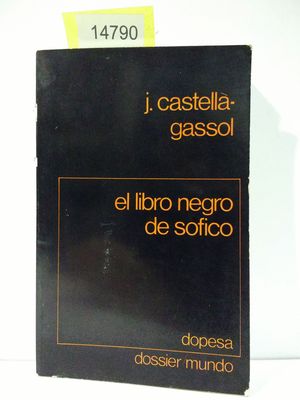 14790
j. castellà-
gassol
el libro negro
de sofico
dopesa
dossier mundo